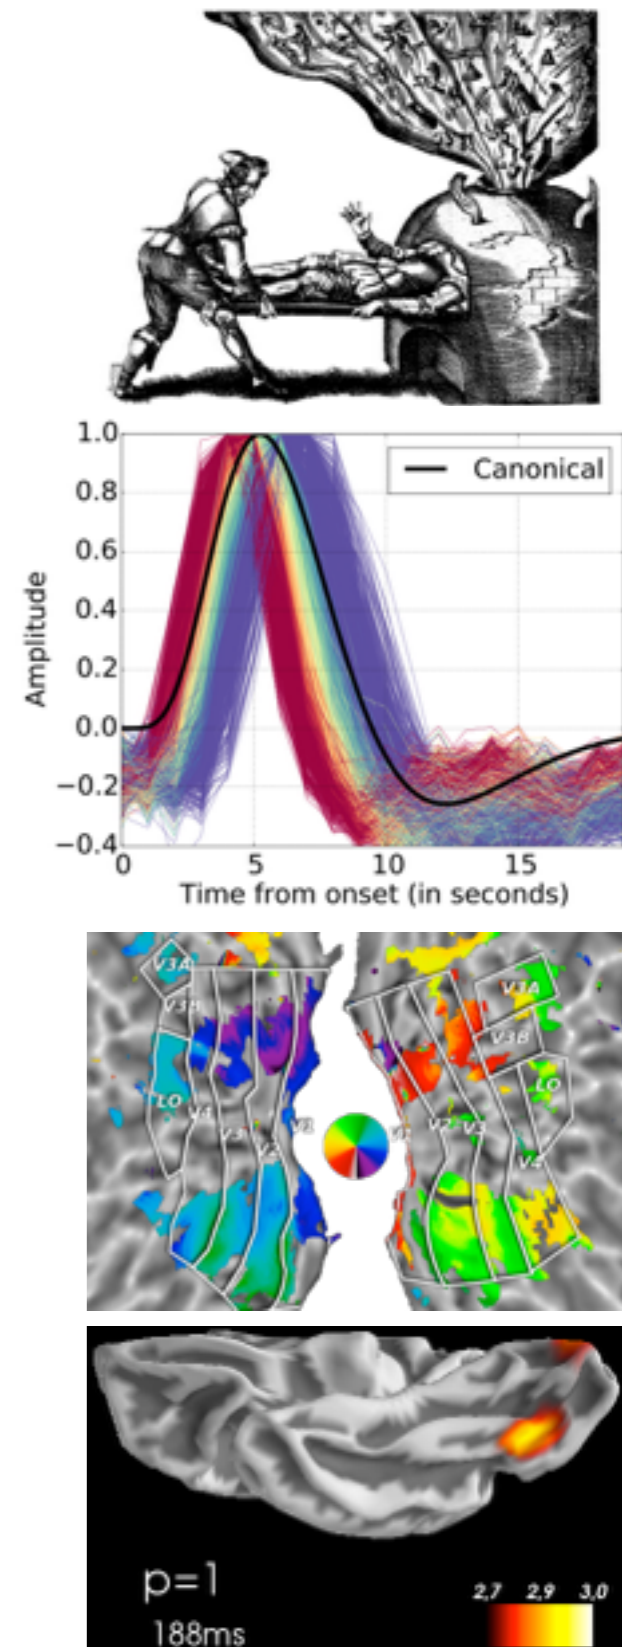 1.0
Canonical
0.8
0.6
0.4
0.2
0.0
−0.2
−0.4
Amplitude
0 5 10 15
Time from onset (in seconds)
V3A
V3B
LO
V4
V3
V2
V1
V3A
V3B
LO
V2 V3
V4
p=1
188ms
2,7 2,9 3,0